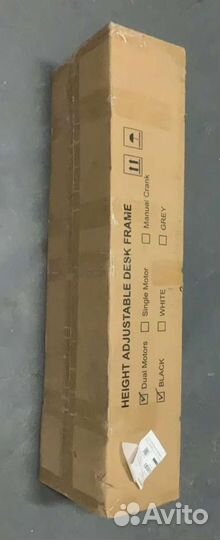 HEIGHT ADJUSTABLE DESK FRAME
Dual Motors Single Motor Manual Crank
BLACK WHITE GREY
Avito